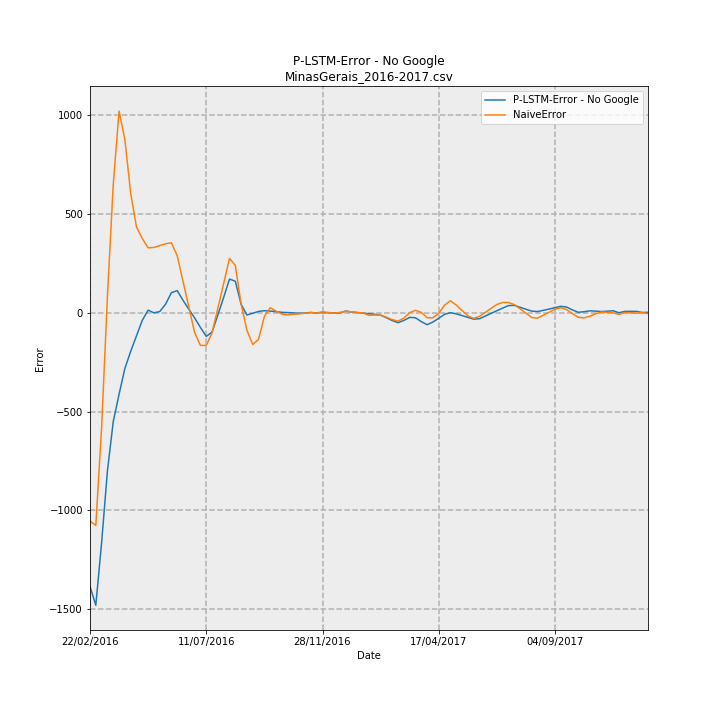 P-LSTM-Error - No Google
MinasGerais_2016-2017.csv
P-LSTM-Error - No Google
NaiveError
1000
500
0
−500
−1000
−1500
Error
22/02/2016
11/07/2016
28/11/2016
17/04/2017
04/09/2017
Date